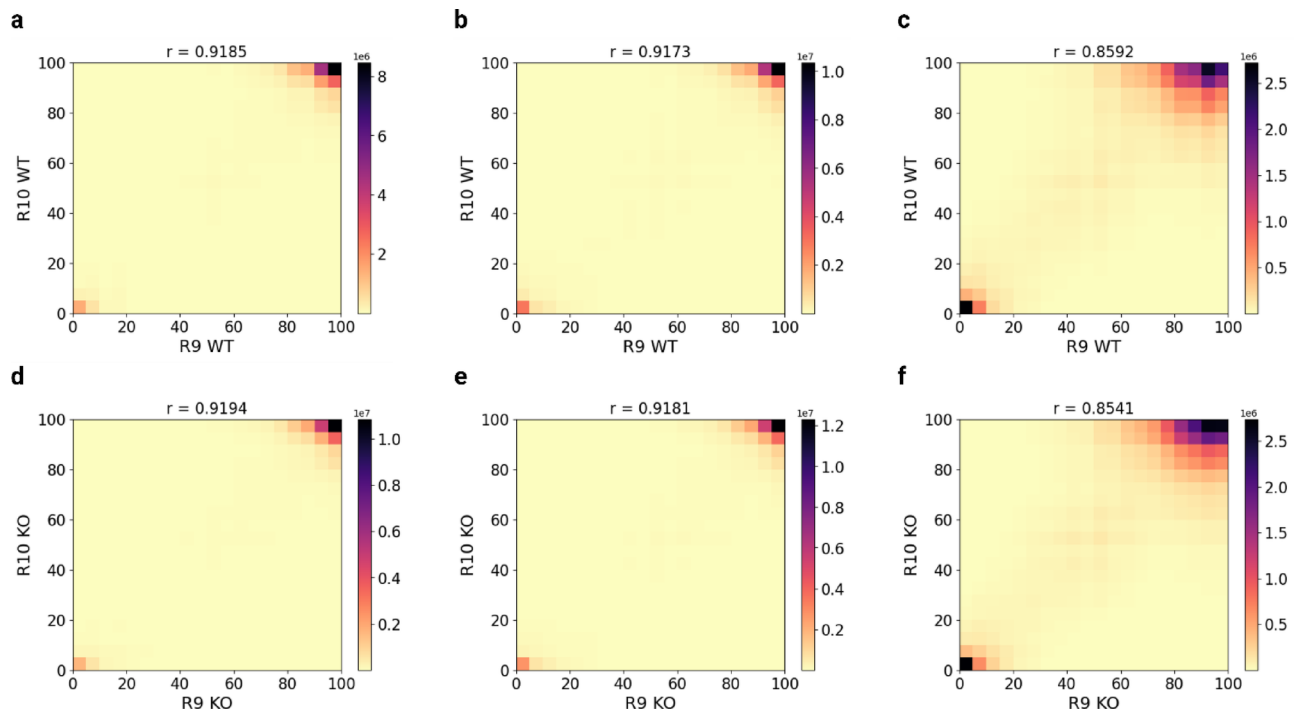 a
r = 0.9185
1e6
100
80
60
40
20
0
R10 WT
0 20 40 60 80 100
R9 WT
8
6
4
2
b
r = 0.9173
1e7
100
80
60
40
20
0
R10 WT
0 20 40 60 80 100
R9 WT
1.0
0.8
0.6
0.4
0.2
c
r = 0.8592
1e6
100
80
60
40
20
0
R10 WT
0 20 40 60 80 100
R9 WT
2.5
2.0
1.5
1.0
0.5
d
r = 0.9194
1e7
100
80
60
40
20
0
R10 KO
0 20 40 60 80 100
R9 KO
1.0
0.8
0.6
0.4
0.2
e
r = 0.9181
1e7
100
80
60
40
20
0
R10 KO
0 20 40 60 80 100
R9 KO
1.2
1.0
0.8
0.6
0.4
0.2
f
r = 0.8541
1e6
100
80
60
40
20
0
R10 KO
0 20 40 60 80 100
R9 KO
2.5
2.0
1.5
1.0
0.5